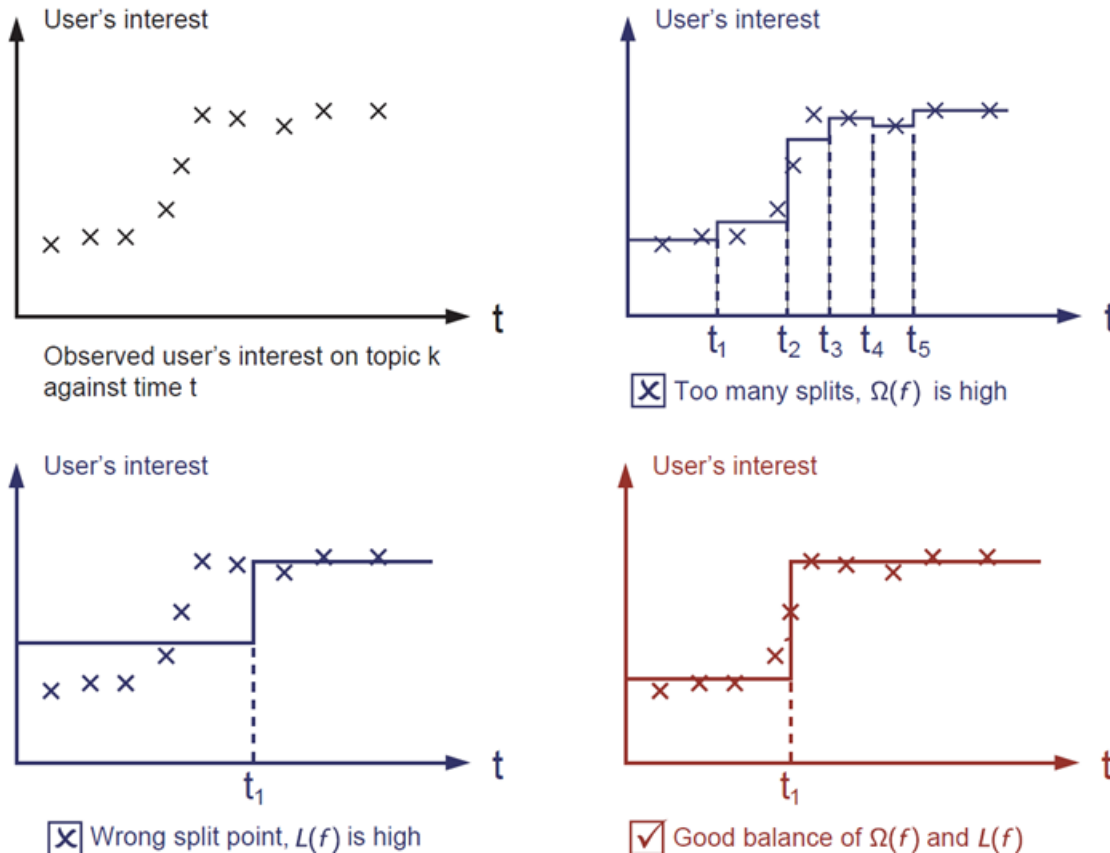 User's interest
t
Observed user's interest on topic k
against time t
User's interest
t
t₁ t₂ t₃ t₄ t₅
Too many splits, Ω(f) is high
User's interest
t
t₁
Wrong split point, L(f) is high
User's interest
t
t₁
Good balance of Ω(f) and L(f)